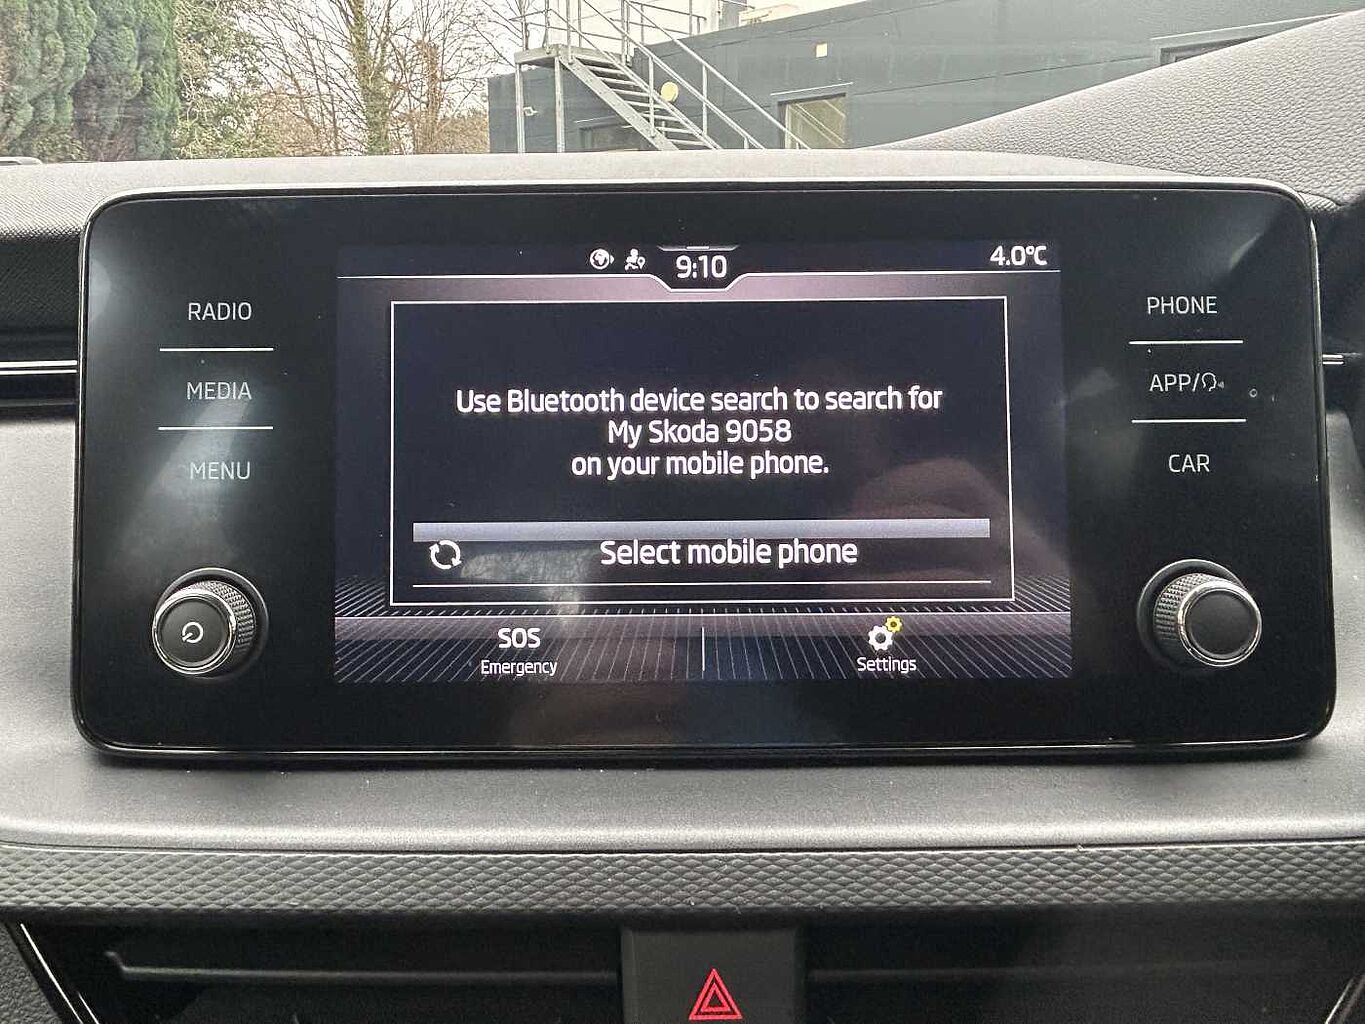 9:10
4.0°C
RADIO
MEDIA
MENU
Use Bluetooth device search to search for
My Skoda 9058
on your mobile phone.
Select mobile phone
SOS
Emergency
Settings
PHONE
APP/
CAR